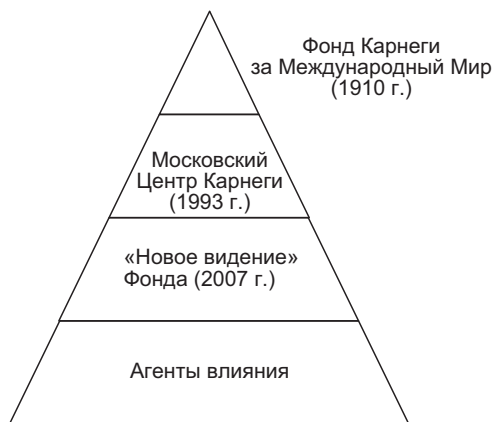 Фонд Карнеги
за Международный Мир
(1910 г.)
Московский
Центр Карнеги
(1993 г.)
«Новое видение»
Фонда (2007 г.)
Агенты влияния